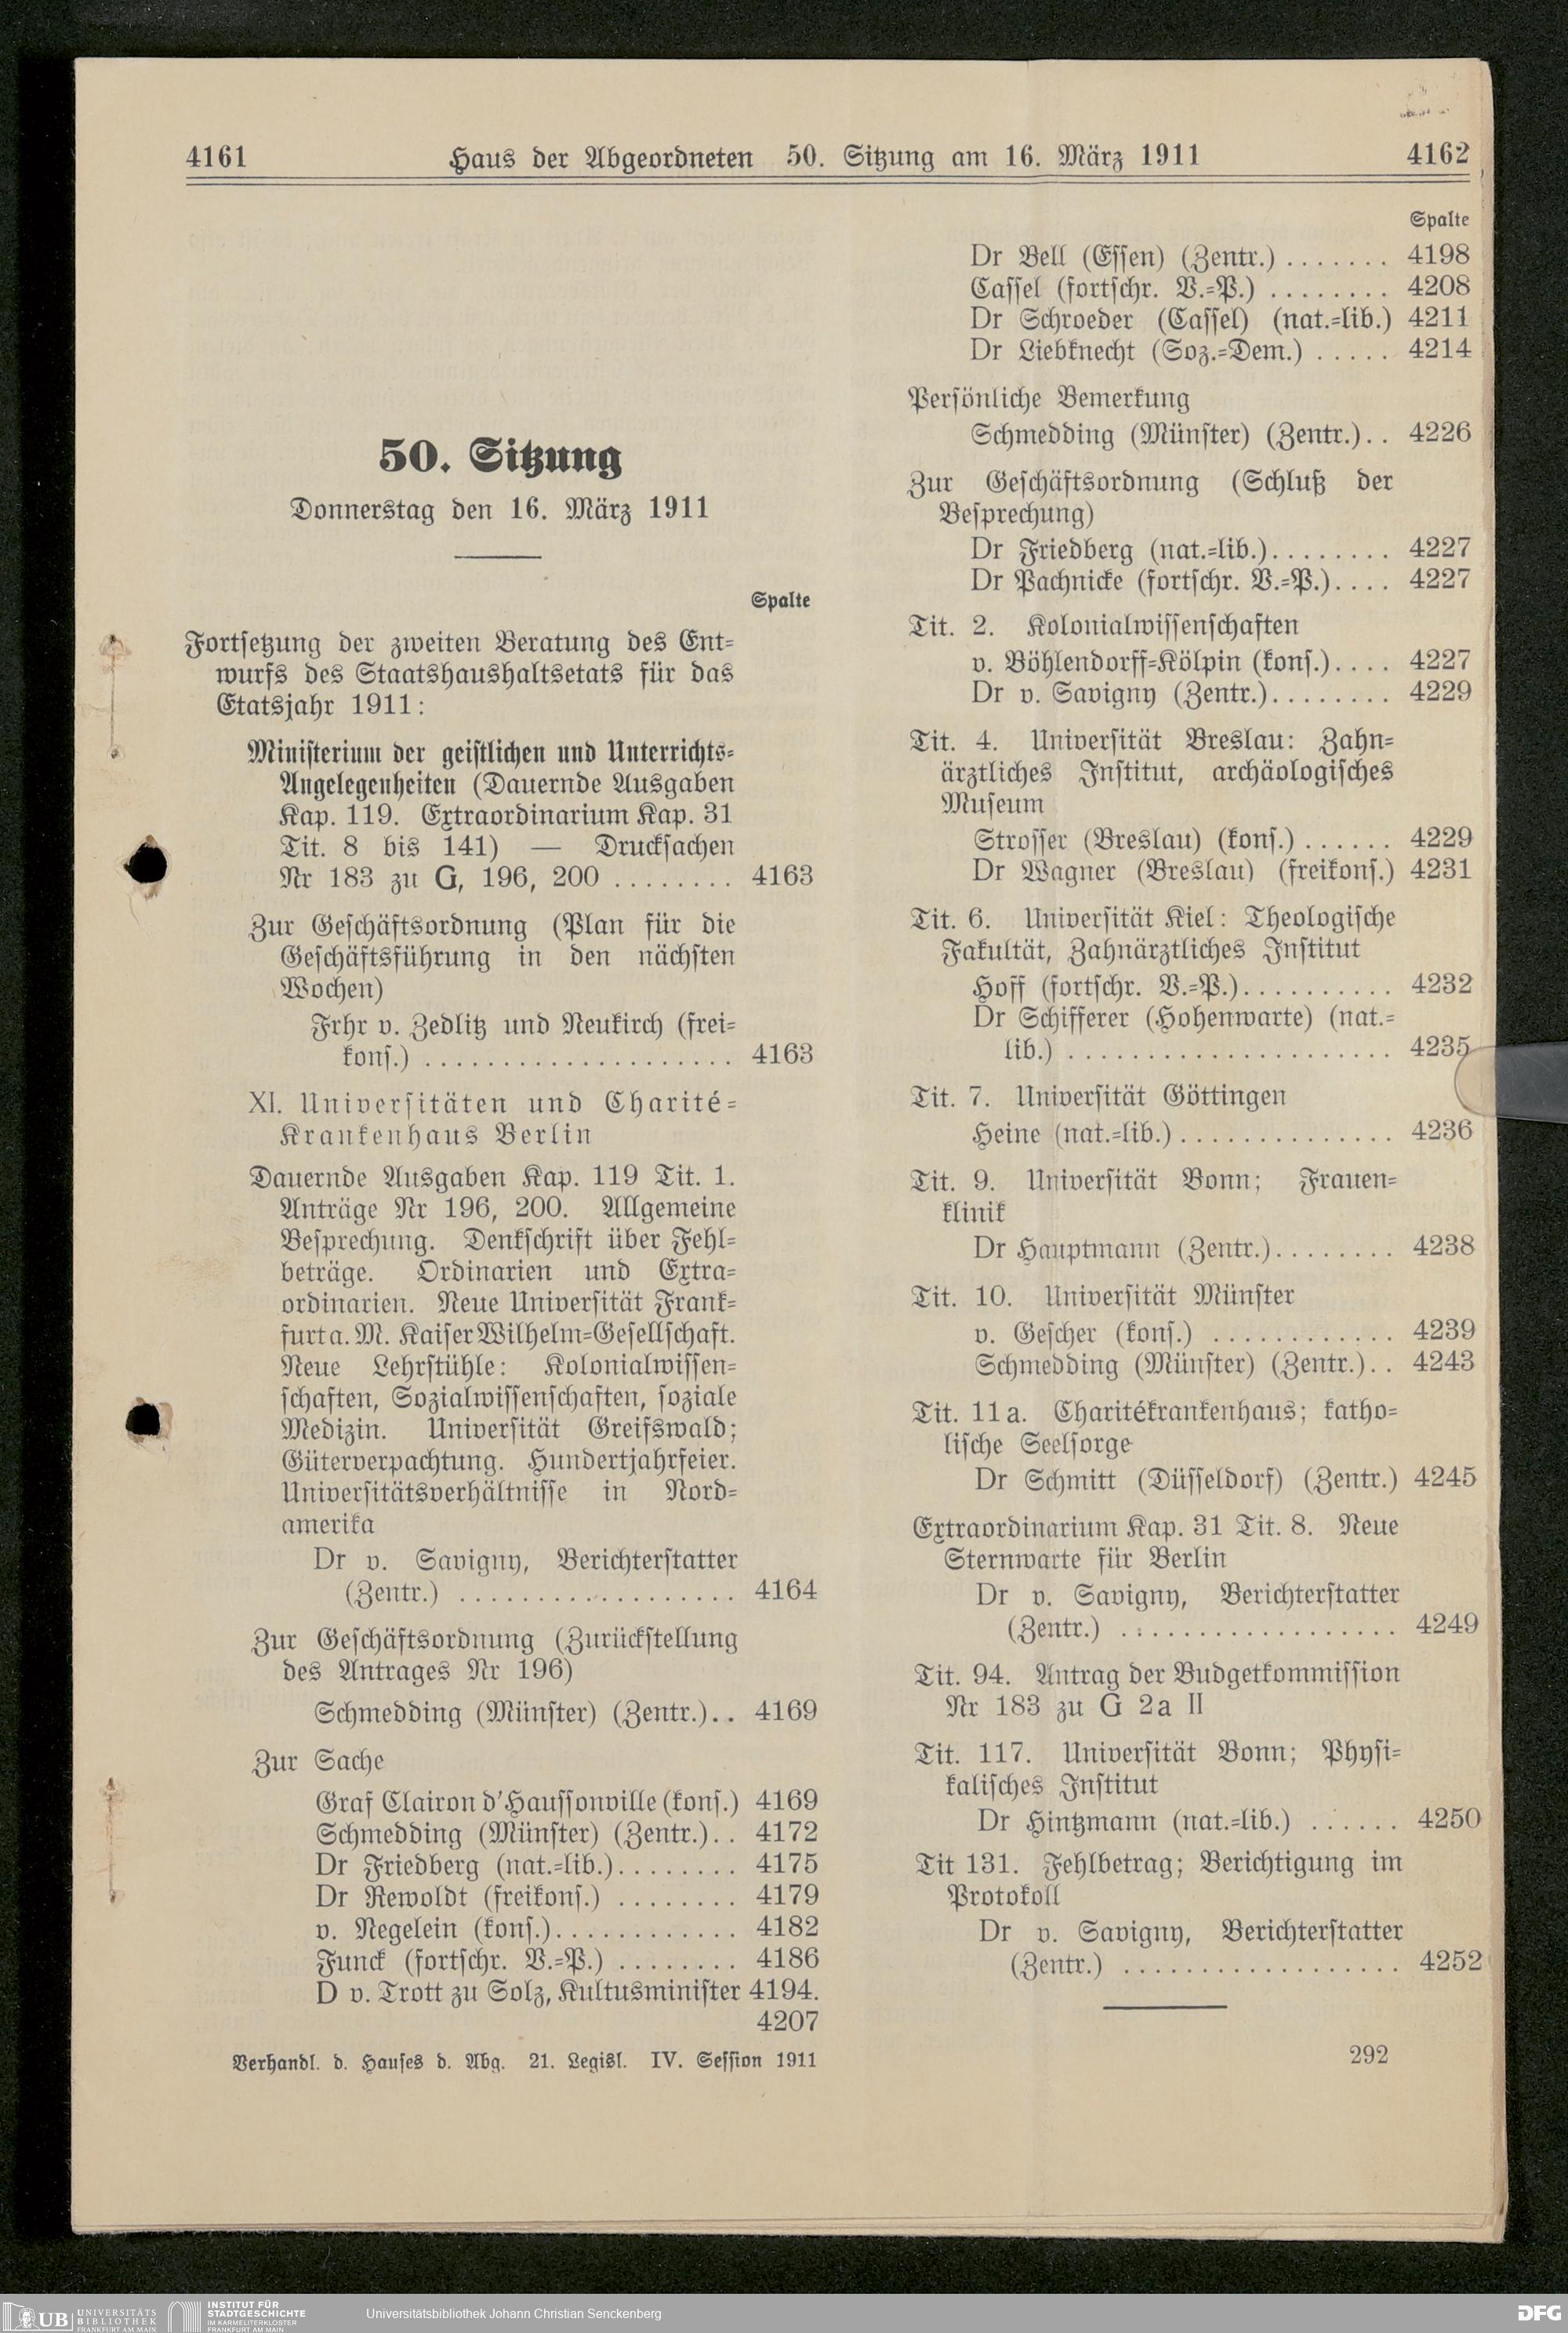 4161 Haus der Abgeordneten 50. Sitzung am 16. März 1911 4162
50. Sitzung
Donnerstag den 16. März 1911
Spalte
Fortsetzung der zweiten Beratung des Ent-
wurfs des Staatshaushaltsetats für das
Etatsjahr 1911:
Ministerium der geistlichen und Unterrichts-
Angelegenheiten (Dauernde Ausgaben
Kap. 119. Extraordinarium Kap. 31
Tit. 8 bis 141) — Drucksachen
Nr 183 zu G, 196, 200 ........ 4163
Zur Geschäftsordnung (Plan für die
Geschäftsführung in den nächsten
Wochen)
Frhr v. Zedlitz und Neukirch (frei-
kons.) .................... 4163
XI. Universitäten und Charité-
Krankenhaus Berlin
Dauernde Ausgaben Kap. 119 Tit. 1.
Anträge Nr 196, 200. Allgemeine
Besprechung. Denkschrift über Fehl-
beträge. Ordinarien und Extra-
ordinarien. Neue Universität Frank-
furt a. M. Kaiser Wilhelm-Gesellschaft.
Neue Lehrstühle: Kolonialwissen-
schaften, Sozialwissenschaften, soziale
Medizin. Universität Greifswald;
Güterverpachtung. Hundertjahrfeier.
Universitätsverhältnisse in Nord-
amerika
Dr v. Savigny, Berichterstatter
(Zentr.) .................. 4164
Zur Geschäftsordnung (Zurückstellung
des Antrages Nr 196)
Schmedding (Münster) (Zentr.).. 4169
Zur Sache
Graf Clairon d'Haussonville (kons.) 4169
Schmedding (Münster) (Zentr.).. 4172
Dr Friedberg (nat.-lib.)........ 4175
Dr Rewoldt (freikons.) ........ 4179
v. Negelein (kons.)............ 4182
Funck (fortschr. V.-P.) ........ 4186
D v. Trott zu Solz, Kultusminister 4194.
4207
Verhandl. d. Hauses d. Abg. 21. Legisl. IV. Session 1911
Spalte
Dr Bell (Essen) (Zentr.) ....... 4198
Cassel (fortschr. V.-P.) ........ 4208
Dr Schroeder (Cassel) (nat.-lib.) 4211
Dr Liebknecht (Soz.-Dem.) ..... 4214
Persönliche Bemerkung
Schmedding (Münster) (Zentr.).. 4226
Zur Geschäftsordnung (Schluß der
Besprechung)
Dr Friedberg (nat.-lib.)........ 4227
Dr Pachnicke (fortschr. V.-P.).... 4227
Tit. 2. Kolonialwissenschaften
v. Böhlendorff-Kölpin (kons.).... 4227
Dr v. Savigny (Zentr.)........ 4229
Tit. 4. Universität Breslau: Zahn-
ärztliches Institut, archäologisches
Museum
Strosser (Breslau) (kons.) ...... 4229
Dr Wagner (Breslau) (freikons.) 4231
Tit. 6. Universität Kiel: Theologische
Fakultät, Zahnärztliches Institut
Hoff (fortschr. V.-P.).......... 4232
Dr Schifferer (Hohenwarte) (nat.-
lib.) ..................... 4235
Tit. 7. Universität Göttingen
Heine (nat.-lib.).............. 4236
Tit. 9. Universität Bonn; Frauen-
klinik
Dr Hauptmann (Zentr.)........ 4238
Tit. 10. Universität Münster
v. Gescher (kons.) ............ 4239
Schmedding (Münster) (Zentr.).. 4243
Tit. 11a. Charitékrankenhaus; katho-
lische Seelsorge
Dr Schmitt (Düsseldorf) (Zentr.) 4245
Extraordinarium Kap. 31 Tit. 8. Neue
Sternwarte für Berlin
Dr v. Savigny, Berichterstatter
(Zentr.) .................. 4249
Tit. 94. Antrag der Budgetkommission
Nr 183 zu G 2a II
Tit. 117. Universität Bonn; Physi-
kalisches Institut
Dr Hintzmann (nat.-lib.) ...... 4250
Tit 131. Fehlbetrag; Berichtigung im
Protokoll
Dr v. Savigny, Berichterstatter
(Zentr.) .................. 4252
292
UB UNIVERSITÄTS
BIBLIOTHEK
FRANKFURT AM MAIN
INSTITUT FÜR
STADTGESCHICHTE
IM KARMELITERKLOSTER
FRANKFURT AM MAIN
Universitätsbibliothek Johann Christian Senckenberg
DFG